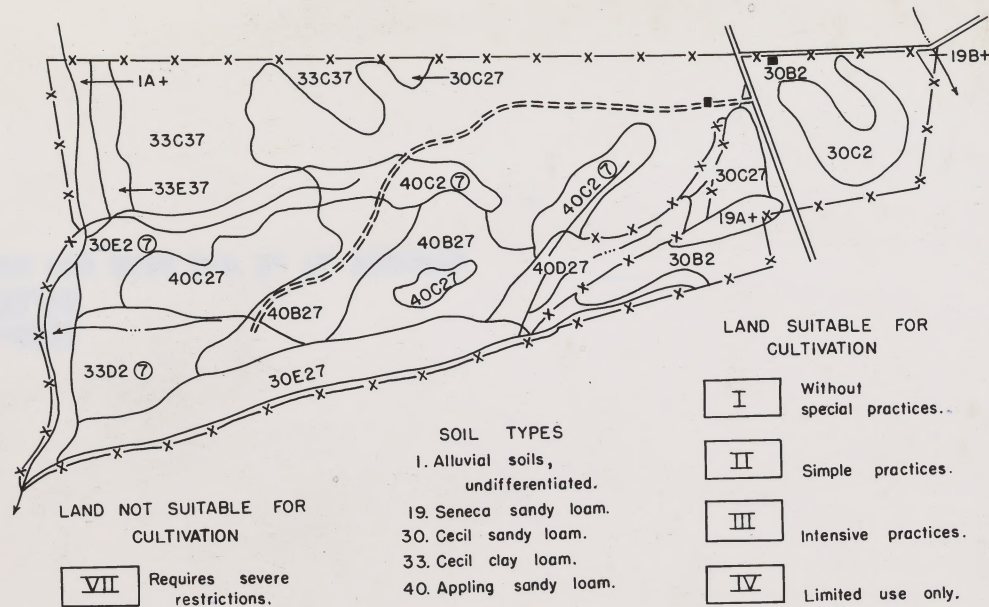 1A+
33C37
30C27
30B2
19B+
33C37
30C2
33E37
40C2 ⑦
40C2 ⑦
30C27
19A+
30E2 ⑦
40B27
30B2
40C27
40D27
40C27
40B27
33D2 ⑦
30E27
LAND SUITABLE FOR
CULTIVATION
I Without
special practices.
II Simple practices.
III Intensive practices.
IV Limited use only.
SOIL TYPES
1. Alluvial soils,
undifferentiated.
19. Seneca sandy loam.
30. Cecil sandy loam.
33. Cecil clay loam.
40. Appling sandy loam.
LAND NOT SUITABLE FOR
CULTIVATION
VII Requires severe
restrictions.